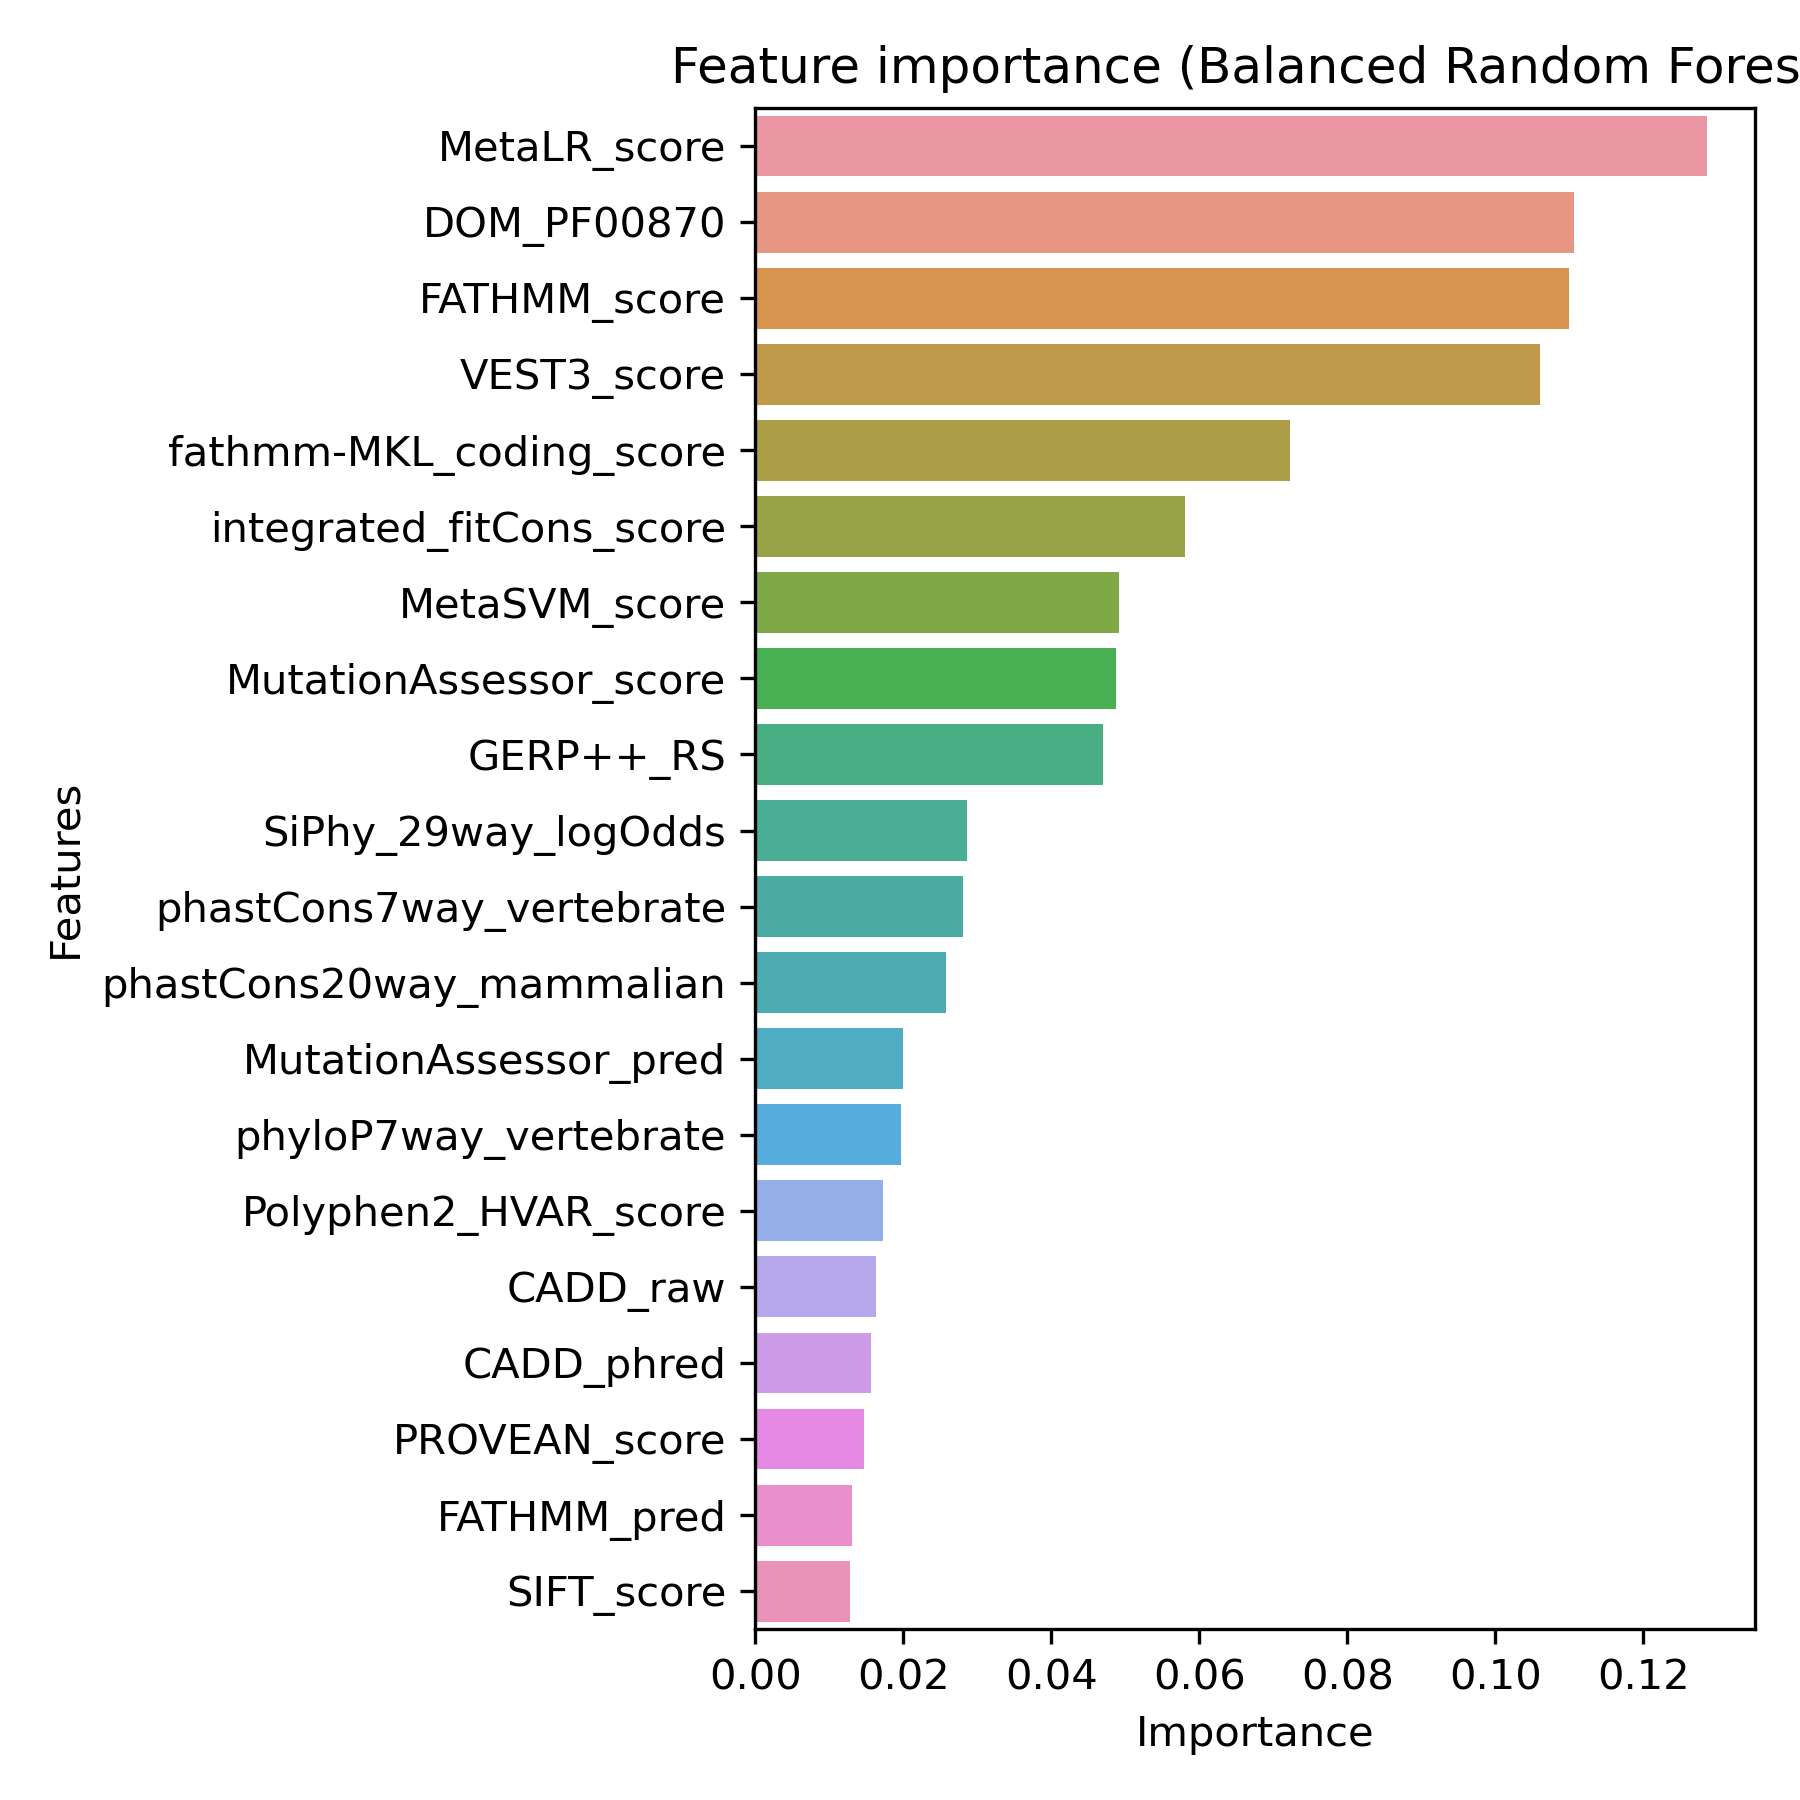 Feature importance (Balanced Random Fores
MetaLR_score
DOM_PF00870
FATHMM_score
VEST3_score
fathmm-MKL_coding_score
integrated_fitCons_score
MetaSVM_score
MutationAssessor_score
GERP++_RS
SiPhy_29way_logOdds
phastCons7way_vertebrate
phastCons20way_mammalian
MutationAssessor_pred
phyloP7way_vertebrate
Polyphen2_HVAR_score
CADD_raw
CADD_phred
PROVEAN_score
FATHMM_pred
SIFT_score
Features
0.00 0.02 0.04 0.06 0.08 0.10 0.12
Importance